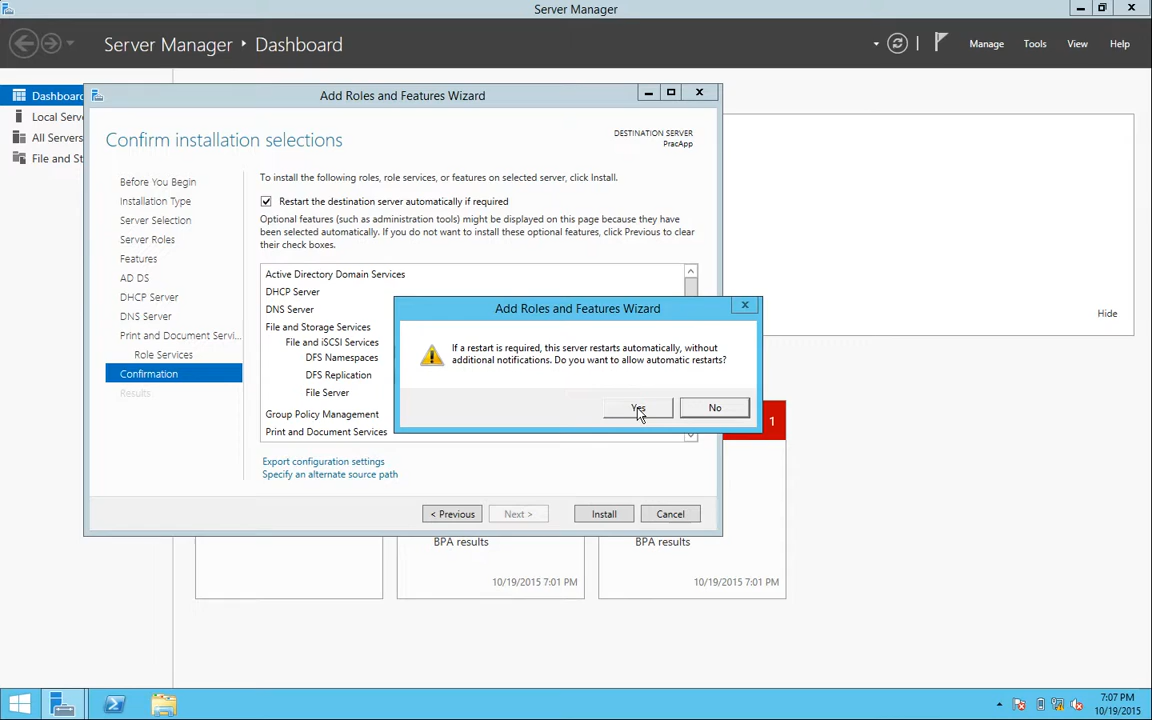 Server Manager
Server Manager ‣ Dashboard
Manage Tools View Help
Dashboard
Local Serve
All Servers
File and St
Add Roles and Features Wizard
Confirm installation selections
DESTINATION SERVER
PracApp
Before You Begin
Installation Type
Server Selection
Server Roles
Features
AD DS
DHCP Server
DNS Server
Print and Document Servi...
Role Services
Confirmation
Results
To install the following roles, role services, or features on selected server, click Install.
Restart the destination server automatically if required
Optional features (such as administration tools) might be displayed on this page because they have
been selected automatically. If you do not want to install these optional features, click Previous to clear
their check boxes.
Active Directory Domain Services
DHCP Server
DNS Server
File and Storage Services
File and iSCSI Services
DFS Namespaces
DFS Replication
File Server
Group Policy Management
Print and Document Services
Export configuration settings
Specify an alternate source path
< Previous Next > Install Cancel
Add Roles and Features Wizard
If a restart is required, this server restarts automatically, without
additional notifications. Do you want to allow automatic restarts?
Yes No
Hide
1
BPA results
10/19/2015 7:01 PM
BPA results
10/19/2015 7:01 PM
7:07 PM
10/19/2015